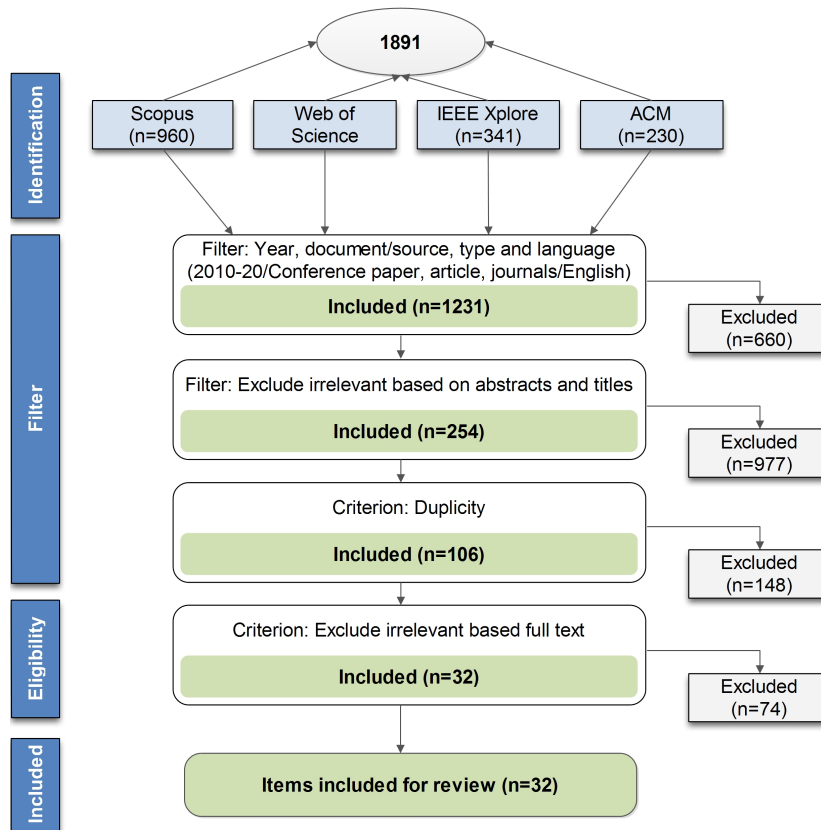 1891
Identification
Scopus
(n=960)
Web of
Science
IEEE Xplore
(n=341)
ACM
(n=230)
Filter
Filter: Year, document/source, type and language
(2010-20/Conference paper, article, journals/English)
Included (n=1231)
Excluded
(n=660)
Filter: Exclude irrelevant based on abstracts and titles
Included (n=254)
Excluded
(n=977)
Criterion: Duplicity
Included (n=106)
Excluded
(n=148)
Eligibility
Criterion: Exclude irrelevant based full text
Included (n=32)
Excluded
(n=74)
Included
Items included for review (n=32)